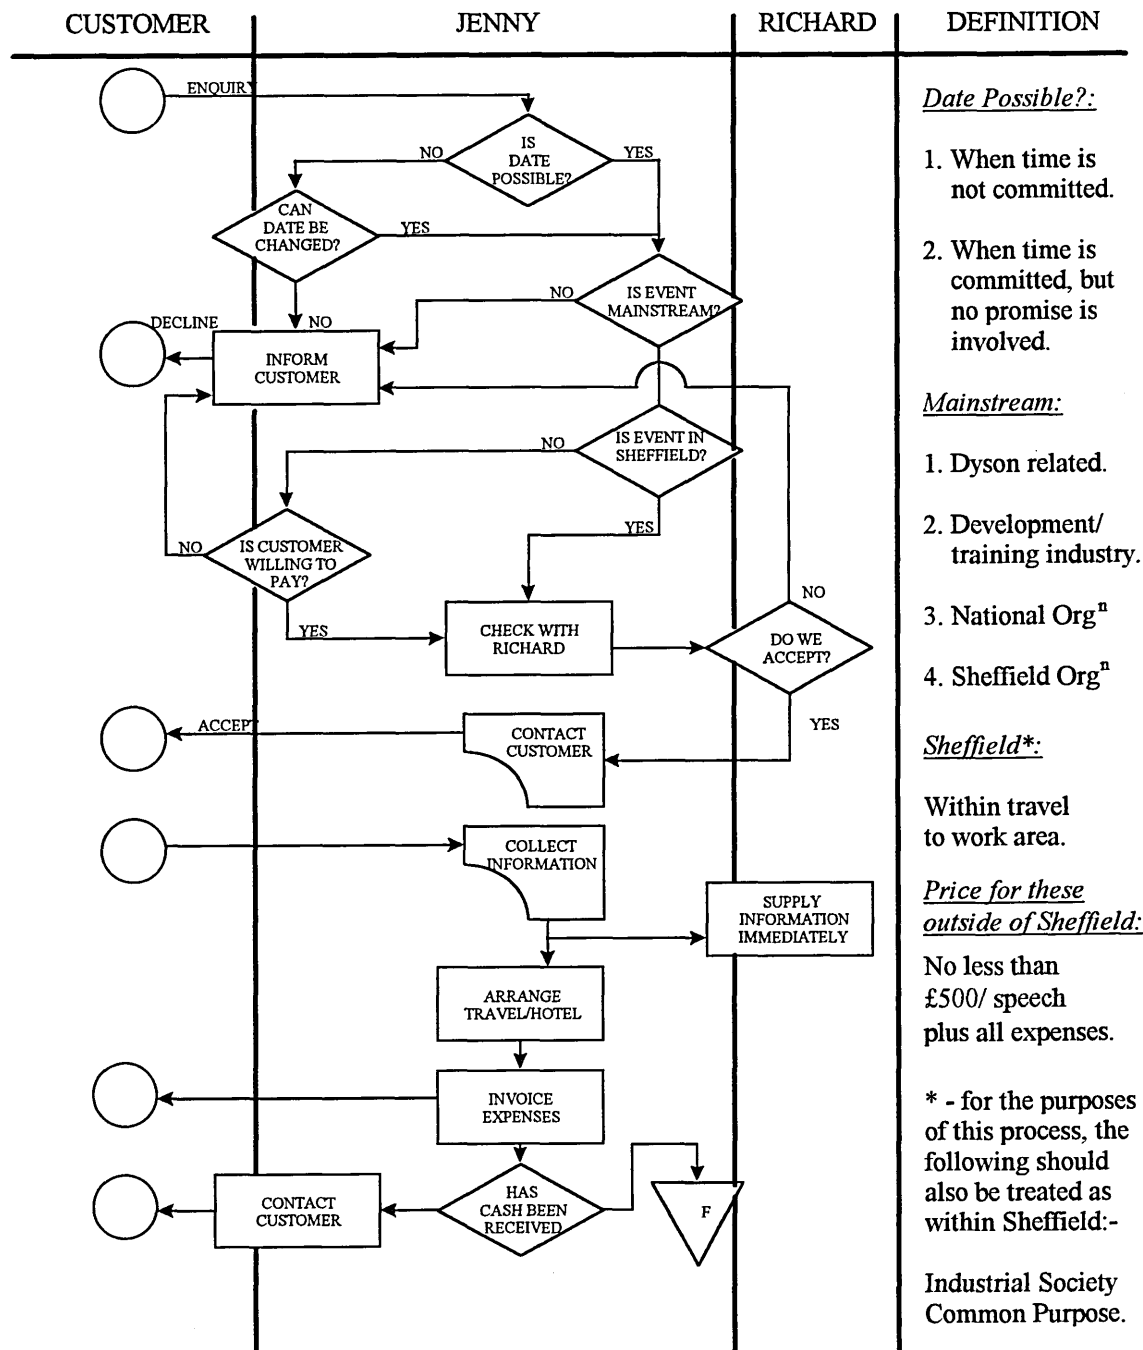 CUSTOMER
JENNY
RICHARD
DEFINITION
ENQUIRY
IS
DATE
POSSIBLE?
NO
YES
CAN
DATE BE
CHANGED?
YES
NO
IS EVENT
MAINSTREAM?
NO
DECLINE
INFORM
CUSTOMER
IS EVENT IN
SHEFFIELD?
NO
YES
IS CUSTOMER
WILLING TO
PAY?
NO
YES
CHECK WITH
RICHARD
DO WE
ACCEPT?
NO
YES
CONTACT
CUSTOMER
ACCEPT
COLLECT
INFORMATION
SUPPLY
INFORMATION
IMMEDIATELY
ARRANGE
TRAVEL/HOTEL
INVOICE
EXPENSES
HAS
CASH BEEN
RECEIVED
CONTACT
CUSTOMER
F
Date Possible?:
1. When time is
not committed.
2. When time is
committed, but
no promise is
involved.
Mainstream:
1. Dyson related.
2. Development/
training industry.
3. National Orgⁿ
4. Sheffield Orgⁿ
Sheffield*:
Within travel
to work area.
Price for these
outside of Sheffield:
No less than
£500/ speech
plus all expenses.
* - for the purposes
of this process, the
following should
also be treated as
within Sheffield:-
Industrial Society
Common Purpose.